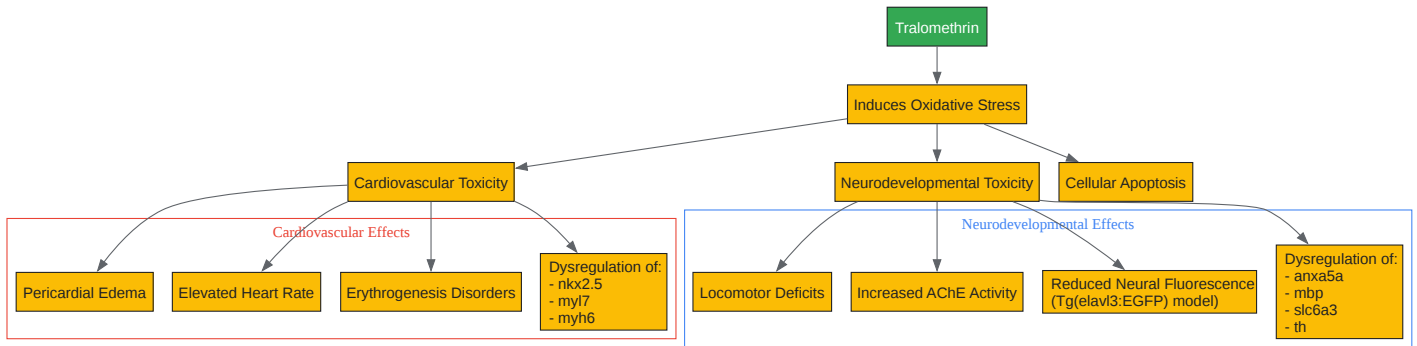 Tralomethrin
Induces Oxidative Stress
Cardiovascular Toxicity
Neurodevelopmental Toxicity
Cellular Apoptosis
Cardiovascular Effects
Pericardial Edema
Elevated Heart Rate
Erythrogenesis Disorders
Dysregulation of:
- nkx2.5
- myl7
- myh6
Neurodevelopmental Effects
Locomotor Deficits
Increased AChE Activity
Reduced Neural Fluorescence
(Tg(elavl3:EGFP) model)
Dysregulation of:
- anxa5a
- mbp
- slc6a3
- th